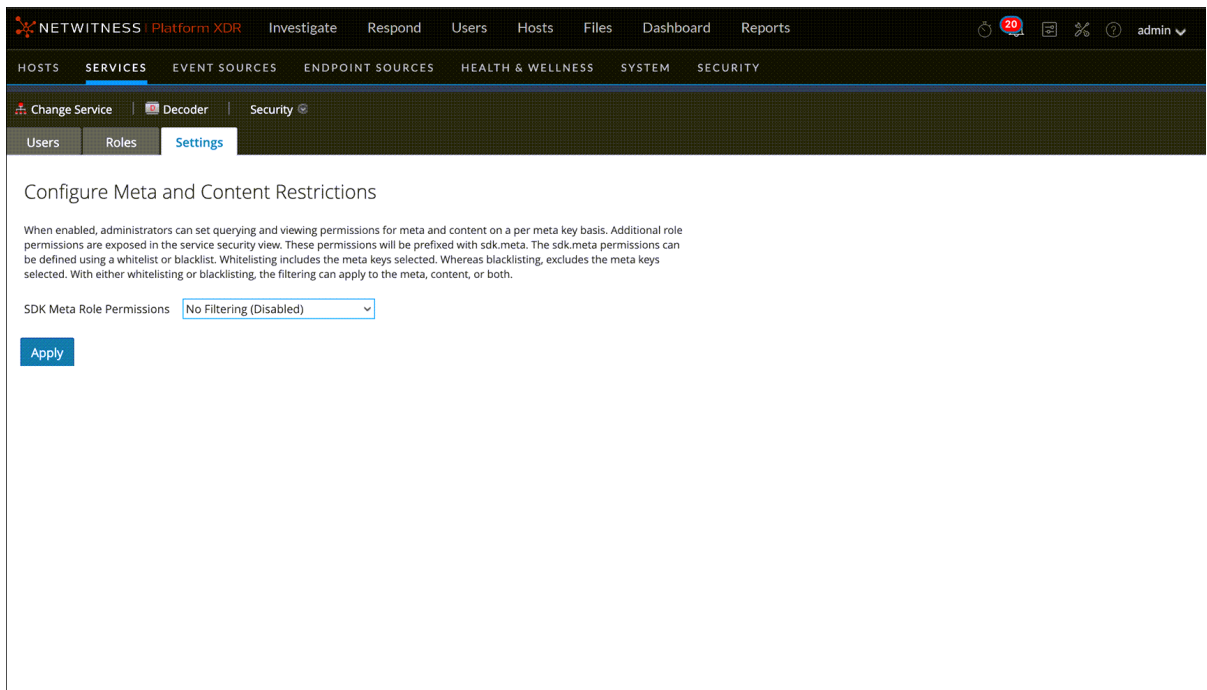 NETWITNESS | Platform XDR Investigate Respond Users Hosts Files Dashboard Reports 20 admin
HOSTS SERVICES EVENT SOURCES ENDPOINT SOURCES HEALTH & WELLNESS SYSTEM SECURITY
Change Service | Decoder | Security
Users Roles Settings
Configure Meta and Content Restrictions
When enabled, administrators can set querying and viewing permissions for meta and content on a per meta key basis. Additional role
permissions are exposed in the service security view. These permissions will be prefixed with sdk.meta. The sdk.meta permissions can
be defined using a whitelist or blacklist. Whitelisting includes the meta keys selected. Whereas blacklisting, excludes the meta keys
selected. With either whitelisting or blacklisting, the filtering can apply to the meta, content, or both.
SDK Meta Role Permissions No Filtering (Disabled)
Apply